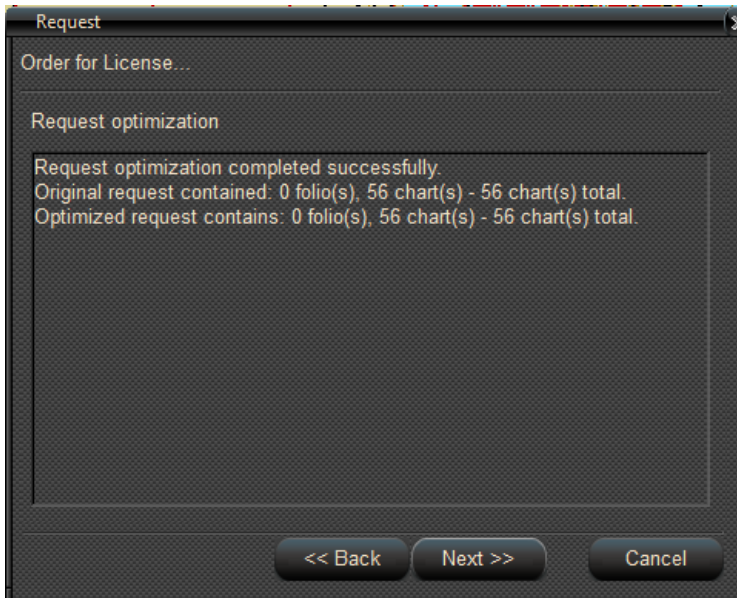 Request
Order for License...
Request optimization
Request optimization completed successfully.
Original request contained: 0 folio(s), 56 chart(s) - 56 chart(s) total.
Optimized request contains: 0 folio(s), 56 chart(s) - 56 chart(s) total.
<< Back Next >> Cancel